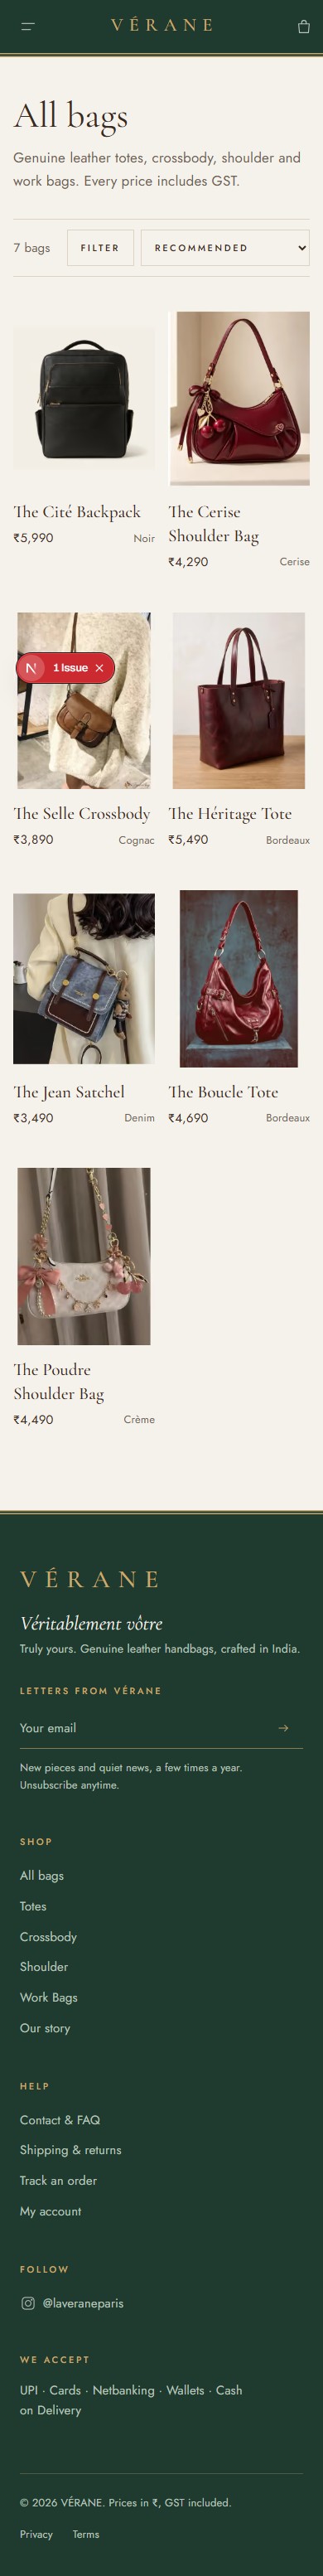 VÉRANE
All bags
Genuine leather totes, crossbody, shoulder and
work bags. Every price includes GST.
7 bags
FILTER
RECOMMENDED
The Cité Backpack
₹5,990
Noir
The Cerise
Shoulder Bag
₹4,290
Cerise
N
1 Issue
The Selle Crossbody
₹3,890
Cognac
The Héritage Tote
₹5,490
Bordeaux
The Jean Satchel
₹3,490
Denim
The Boucle Tote
₹4,690
Bordeaux
The Poudre
Shoulder Bag
₹4,490
Crème
VÉRANE
Véritablement vôtre
Truly yours. Genuine leather handbags, crafted in India.
LETTERS FROM VÉRANE
Your email
New pieces and quiet news, a few times a year.
Unsubscribe anytime.
SHOP
All bags
Totes
Crossbody
Shoulder
Work Bags
Our story
HELP
Contact & FAQ
Shipping & returns
Track an order
My account
FOLLOW
@laveraneparis
WE ACCEPT
UPI · Cards · Netbanking · Wallets · Cash
on Delivery
© 2026 VÉRANE. Prices in ₹, GST included.
Privacy
Terms